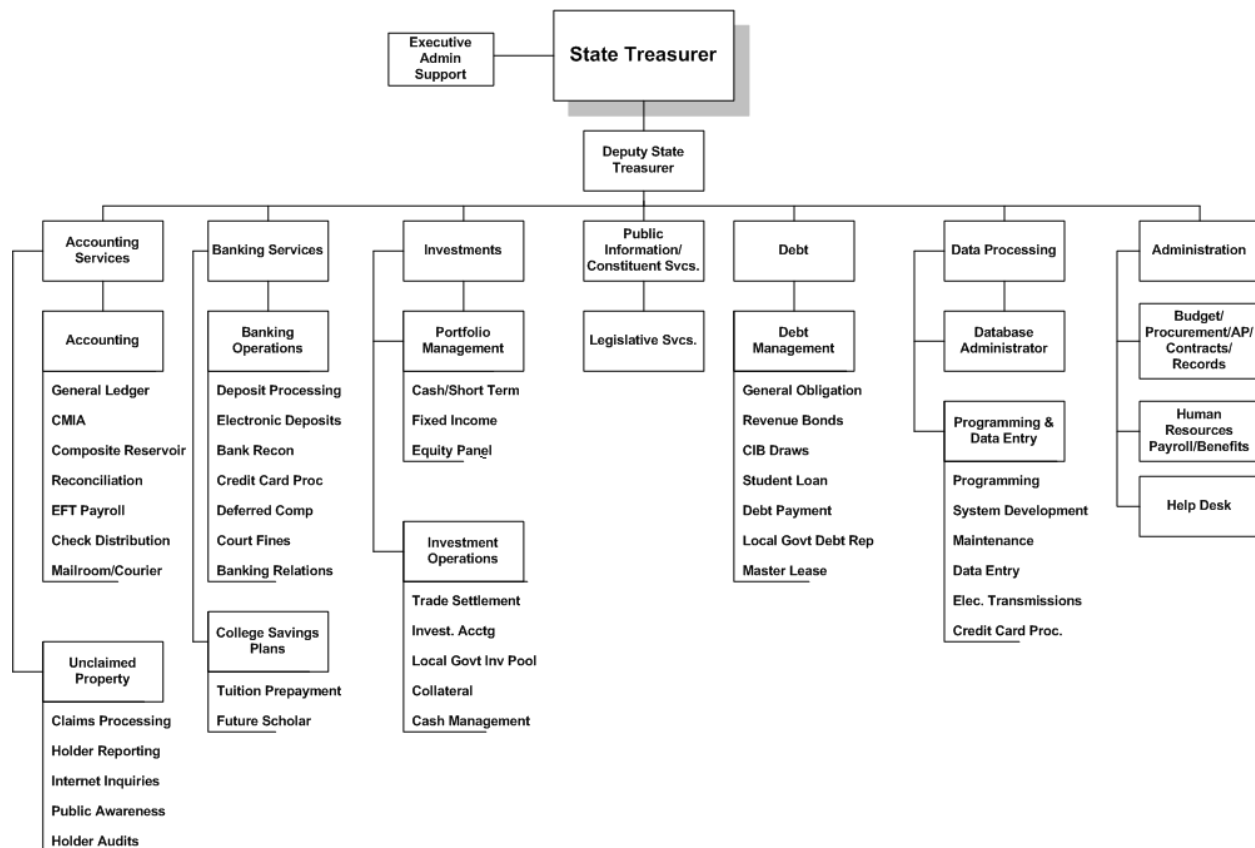 Executive
Admin
Support
State Treasurer
Deputy State
Treasurer
Accounting
Services
Banking Services
Investments
Public
Information/
Constituent Svcs.
Debt
Data Processing
Administration
Accounting
General Ledger
CMIA
Composite Reservoir
Reconciliation
EFT Payroll
Check Distribution
Mailroom/Courier
Unclaimed
Property
Claims Processing
Holder Reporting
Internet Inquiries
Public Awareness
Holder Audits
Banking
Operations
Deposit Processing
Electronic Deposits
Bank Recon
Credit Card Proc
Deferred Comp
Court Fines
Banking Relations
College Savings
Plans
Tuition Prepayment
Future Scholar
Portfolio
Management
Cash/Short Term
Fixed Income
Equity Panel
Investment
Operations
Trade Settlement
Invest. Acctg
Local Govt Inv Pool
Collateral
Cash Management
Legislative Svcs.
Debt
Management
General Obligation
Revenue Bonds
CIB Draws
Student Loan
Debt Payment
Local Govt Debt Rep
Master Lease
Database
Administrator
Programming &
Data Entry
Programming
System Development
Maintenance
Data Entry
Elec. Transmissions
Credit Card Proc.
Budget/
Procurement/AP/
Contracts/
Records
Human
Resources
Payroll/Benefits
Help Desk